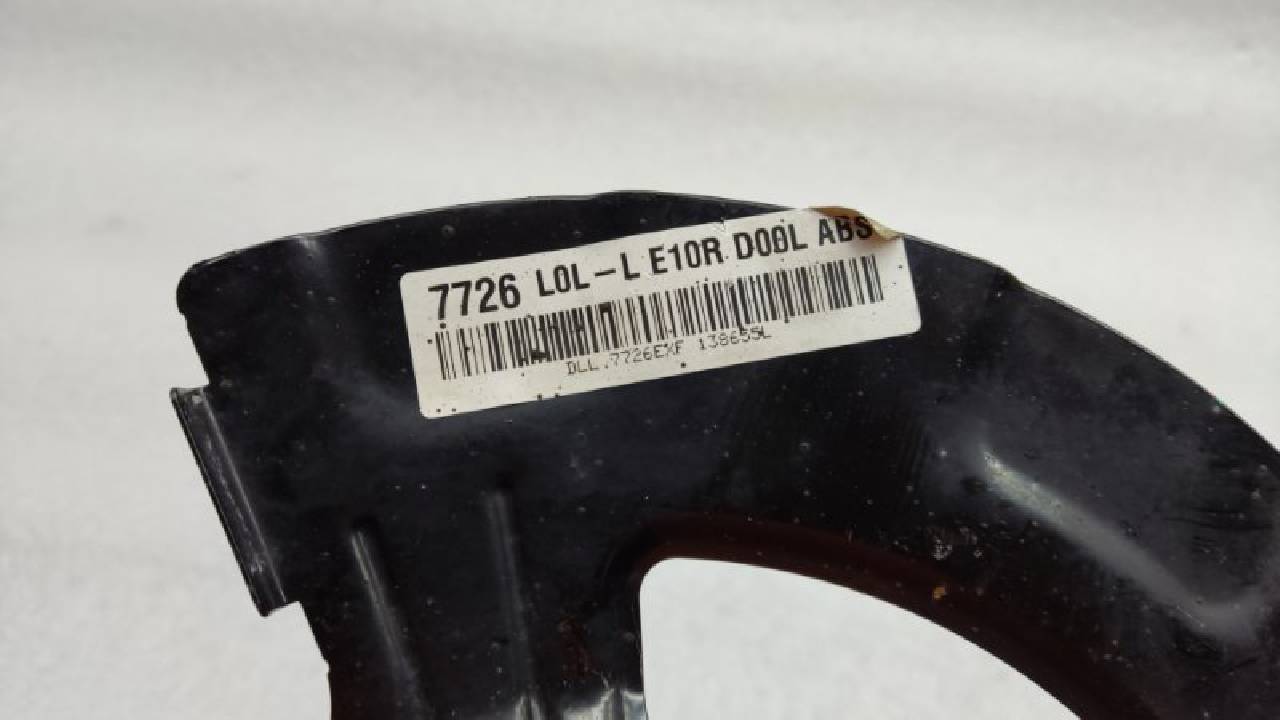 7726 L0L-L E10R D00L ABS
DLL.7726EXF 138655L